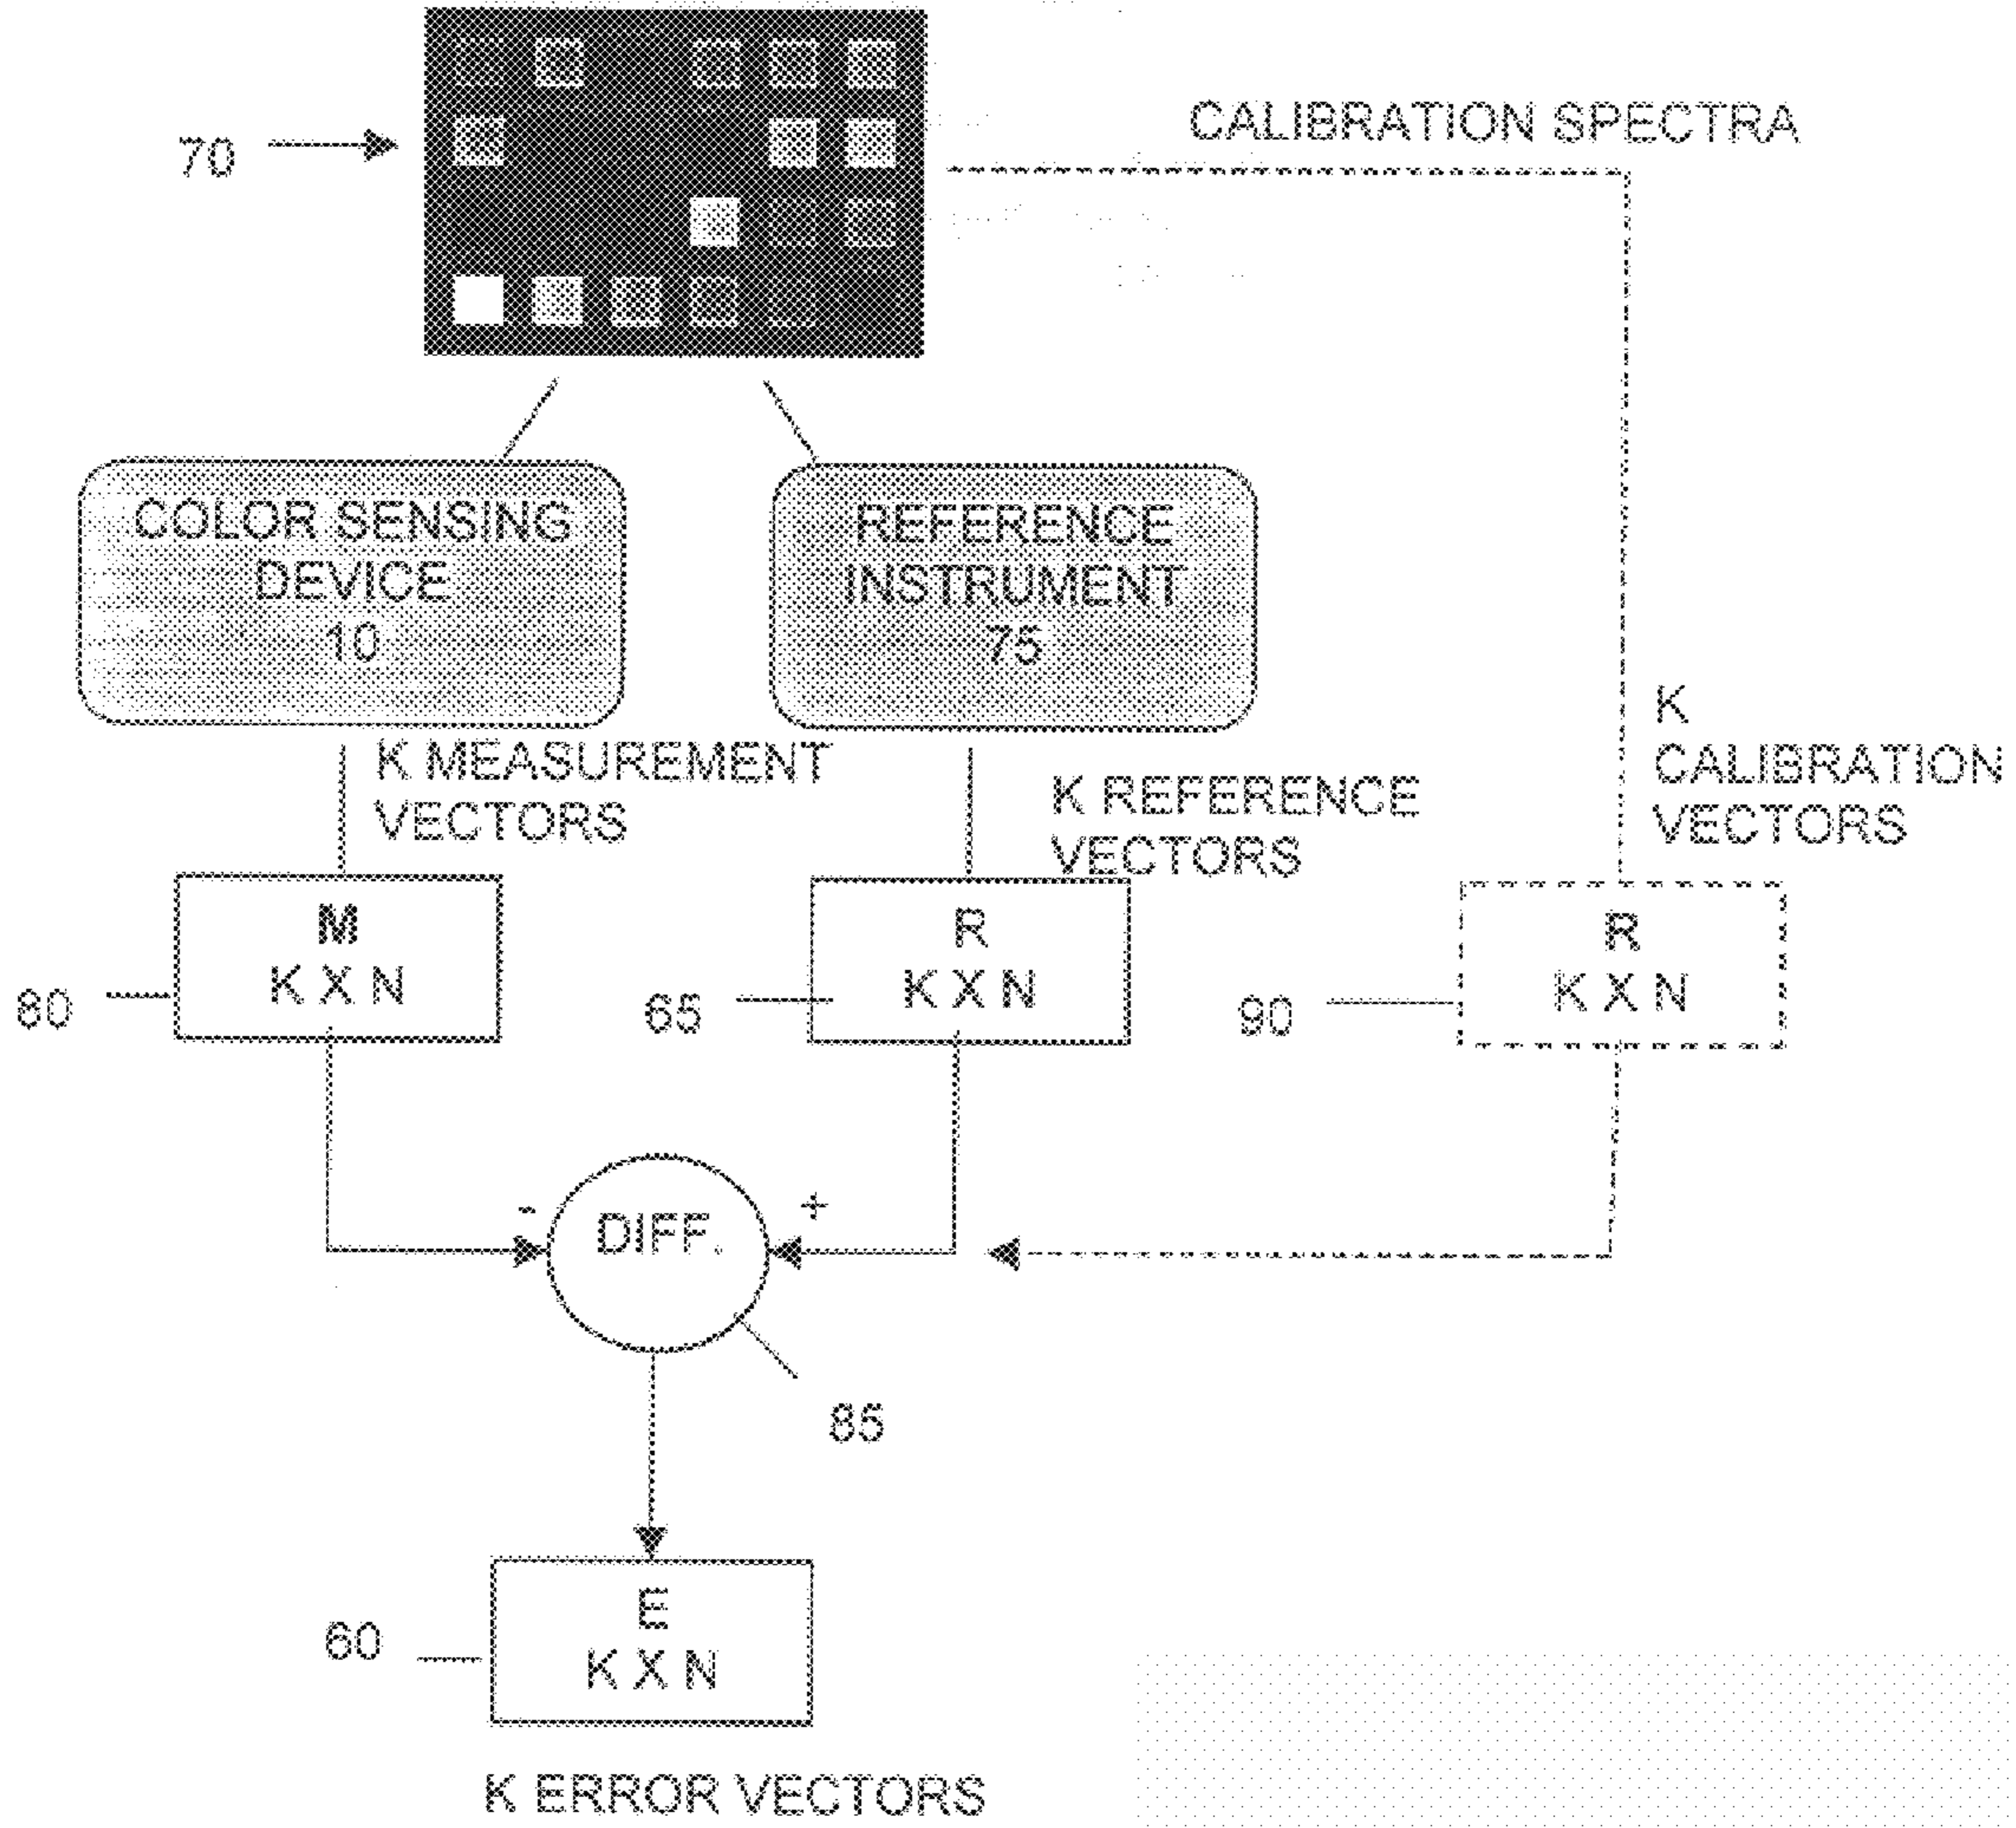 70
CALIBRATION SPECTRA
COLOR SENSING
DEVICE
10
REFERENCE
INSTRUMENT
75
K MEASUREMENT
VECTORS
K REFERENCE
VECTORS
K
CALIBRATION
VECTORS
M
K X N
80
R
K X N
65
R
K X N
90
-
DIFF.
+
85
E
K X N
60
K ERROR VECTORS